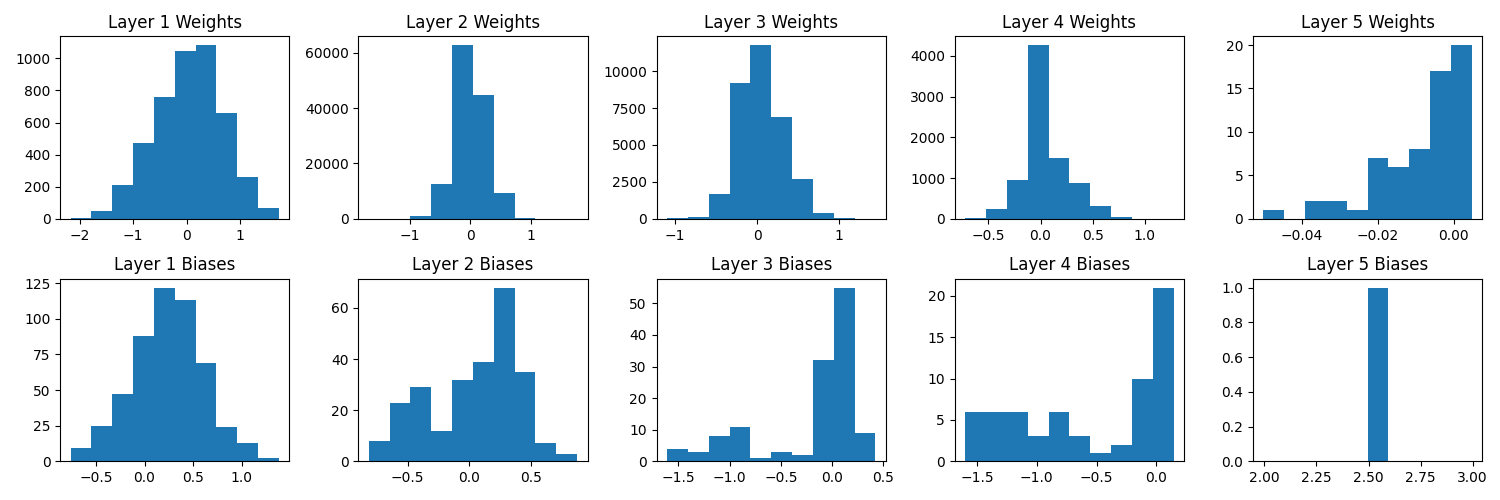 Layer 1 Weights
1000
800
600
400
200
0
−2 −1 0 1
Layer 2 Weights
60000
40000
20000
0
−1 0 1
Layer 3 Weights
10000
7500
5000
2500
0
−1 0 1
Layer 4 Weights
4000
3000
2000
1000
0
−0.5 0.0 0.5 1.0
Layer 5 Weights
20
15
10
5
0
−0.04 −0.02 0.00
Layer 1 Biases
125
100
75
50
25
0
−0.5 0.0 0.5 1.0
Layer 2 Biases
60
40
20
0
−0.5 0.0 0.5
Layer 3 Biases
50
40
30
20
10
0
−1.5 −1.0 −0.5 0.0 0.5
Layer 4 Biases
20
15
10
5
0
−1.5 −1.0 −0.5 0.0
Layer 5 Biases
1.0
0.8
0.6
0.4
0.2
0.0
2.00 2.25 2.50 2.75 3.00